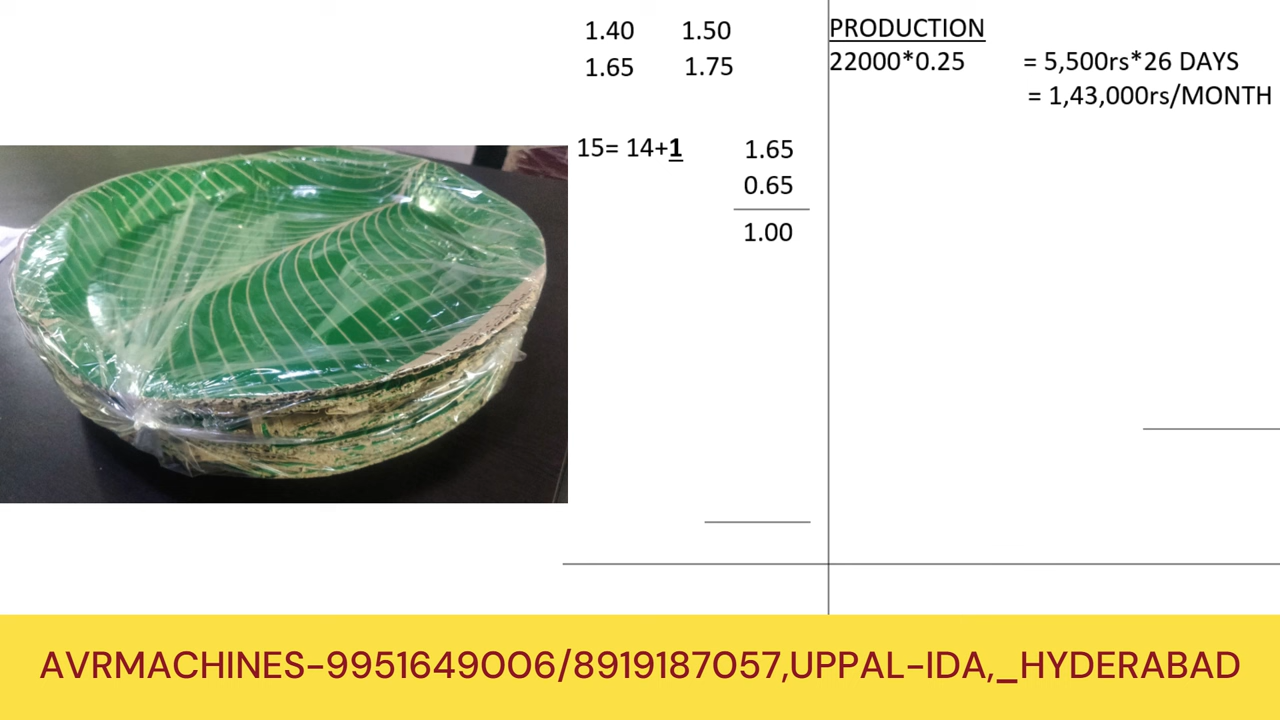 1.40 1.50
1.65 1.75
15= 14+1 1.65
0.65
1.00
PRODUCTION
22000*0.25 = 5,500rs*26 DAYS
= 1,43,000rs/MONTH
AVRMACHINES-9951649006/8919187057,UPPAL-IDA,_HYDERABAD